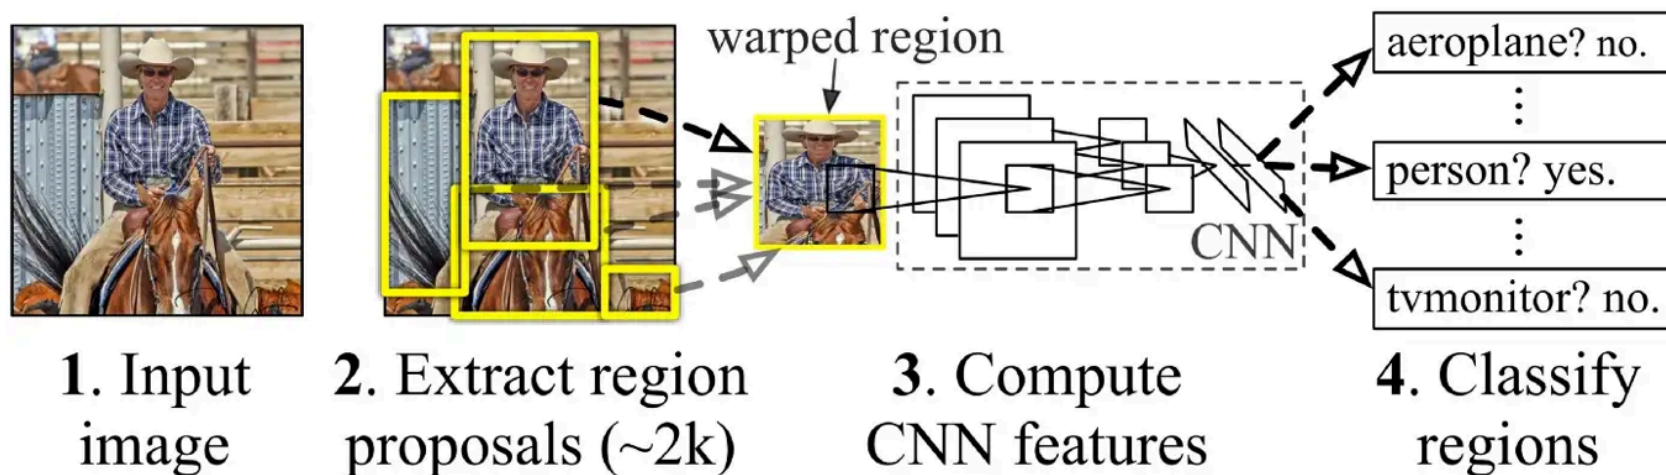 warped region
aeroplane? no.
person? yes.
CNN
tvmonitor? no.
1. Input
image
2. Extract region
proposals (~2k)
3. Compute
CNN features
4. Classify
regions